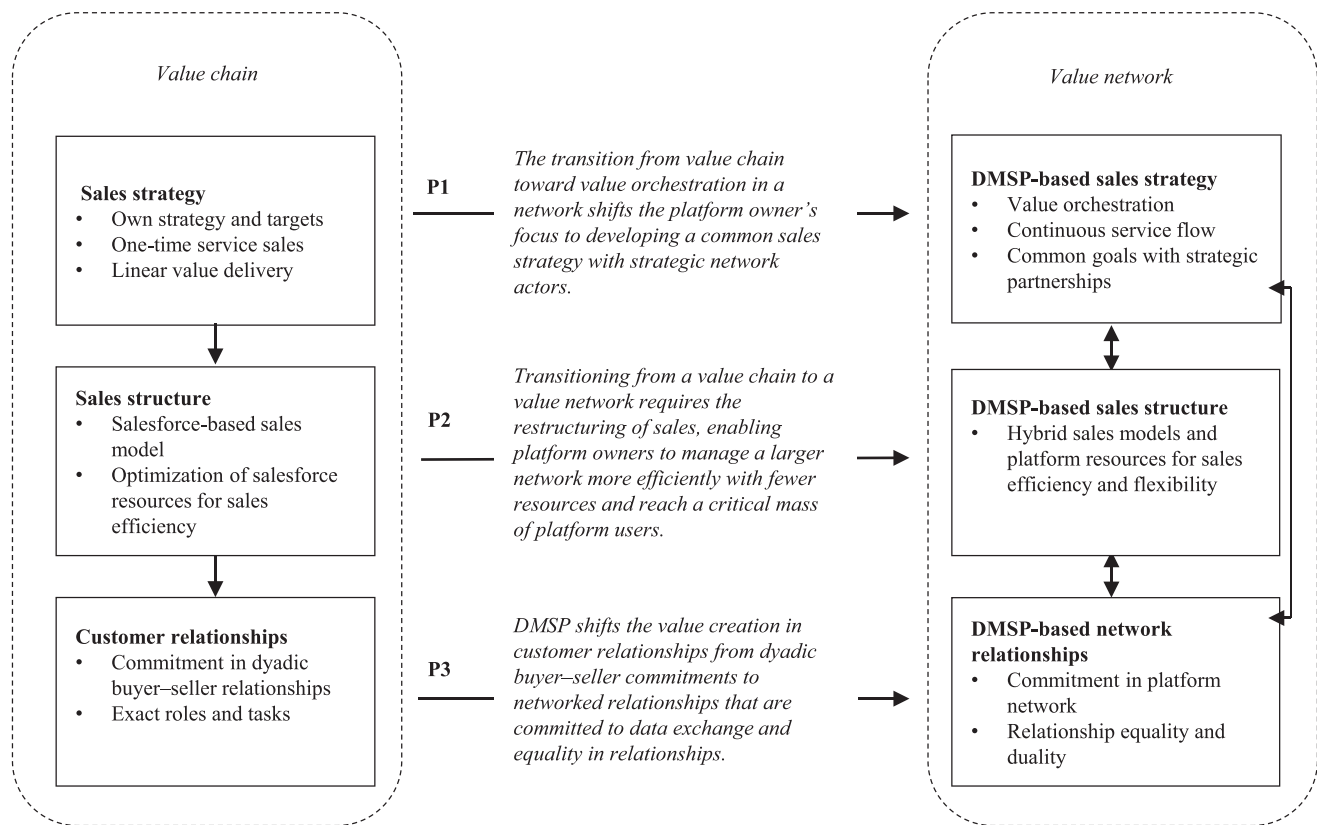 Value chain
Sales strategy
• Own strategy and targets
• One-time service sales
• Linear value delivery
Sales structure
• Salesforce-based sales
model
• Optimization of salesforce
resources for sales
efficiency
Customer relationships
• Commitment in dyadic
buyer–seller relationships
• Exact roles and tasks
P1
The transition from value chain
toward value orchestration in a
network shifts the platform owner’s
focus to developing a common sales
strategy with strategic network
actors.
P2
Transitioning from a value chain to a
value network requires the
restructuring of sales, enabling
platform owners to manage a larger
network more efficiently with fewer
resources and reach a critical mass
of platform users.
P3
DMSP shifts the value creation in
customer relationships from dyadic
buyer–seller commitments to
networked relationships that are
committed to data exchange and
equality in relationships.
Value network
DMSP-based sales strategy
• Value orchestration
• Continuous service flow
• Common goals with strategic
partnerships
DMSP-based sales structure
• Hybrid sales models and
platform resources for sales
efficiency and flexibility
DMSP-based network
relationships
• Commitment in platform
network
• Relationship equality and
duality